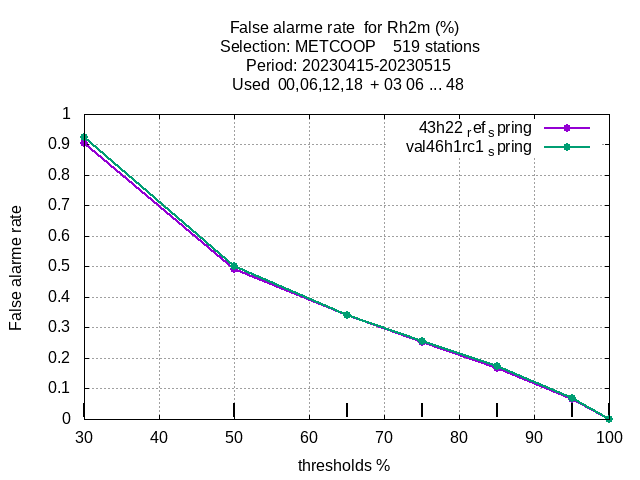 False alarme rate for Rh2m (%)
Selection: METCOOP 519 stations
Period: 20230415-20230515
Used 00,06,12,18 + 03 06 ... 48
43h22 ref spring
val46h1rc1 spring
1
0.9
0.8
0.7
0.6
0.5
0.4
0.3
0.2
0.1
0
False alarme rate
30 40 50 60 70 80 90 100
thresholds %